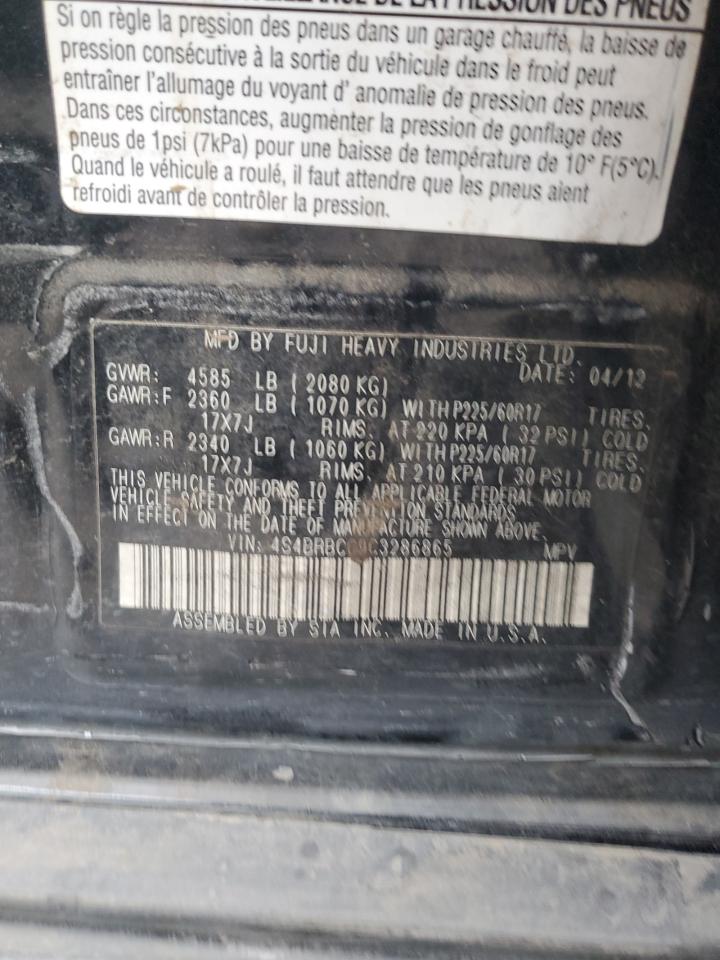 LA PRESSION DES PNEUS
Si on règle la pression des pneus dans un garage chauffé, la baisse de
pression consécutive à la sortie du véhicule dans le froid peut
entraîner l'allumage du voyant d' anomalie de pression des pneus.
Dans ces circonstances, augmenter la pression de gonflage des
pneus de 1psi (7kPa) pour une baisse de température de 10° F(5°C).
Quand le véhicule a roulé, il faut attendre que les pneus aient
refroidi avant de contrôler la pression.
MFD BY FUJI HEAVY INDUSTRIES LTD.
GVWR: 4585 LB ( 2080 KG) DATE: 04/12
GAWR:F 2360 LB ( 1070 KG) WITH P225/60R17 TIRES.
17X7J RIMS, AT 220 KPA ( 32 PSI) COLD
GAWR:R 2340 LB ( 1060 KG) WITH P225/60R17 TIRES.
17X7J RIMS, AT 210 KPA ( 30 PSI) COLD
THIS VEHICLE CONFORMS TO ALL APPLICABLE FEDERAL MOTOR
VEHICLE SAFETY AND THEFT PREVENTION STANDARDS
IN EFFECT ON THE DATE OF MANUFACTURE SHOWN ABOVE.
VIN: MPV
ASSEMBLED BY SIA INC. MADE IN U.S.A.